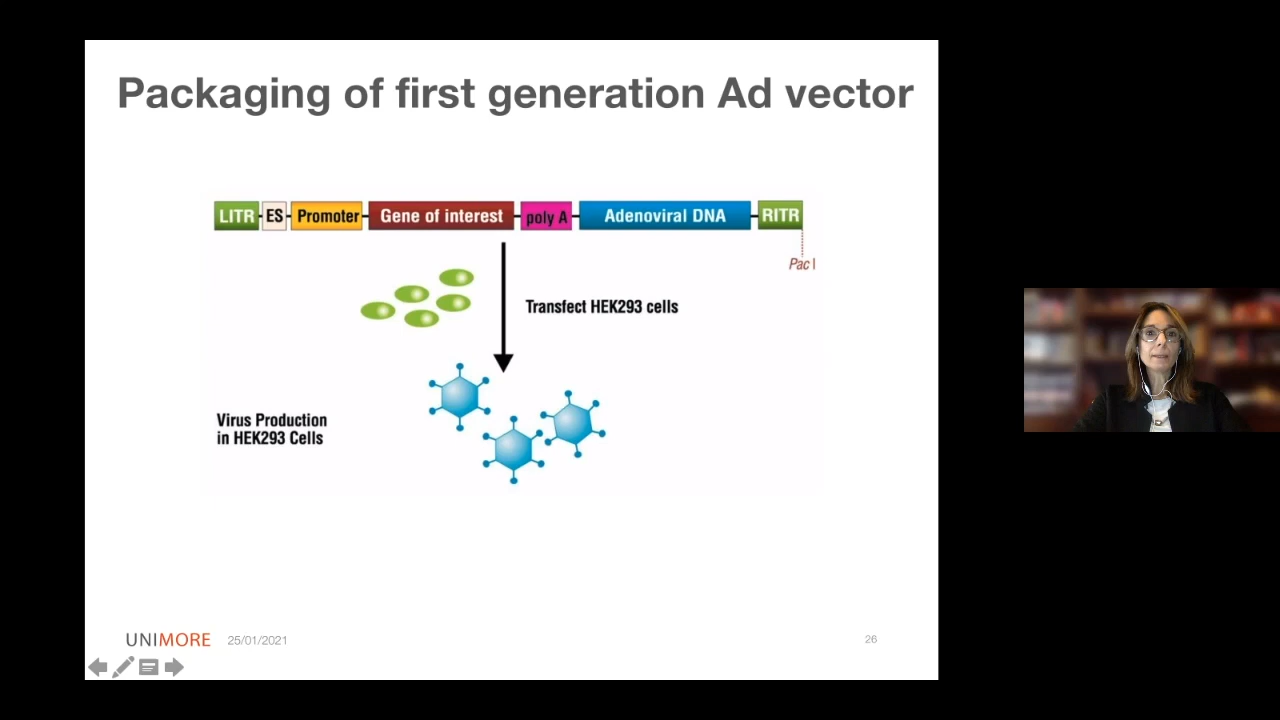 Packaging of first generation Ad vector
LITR ES Promoter Gene of interest poly A Adenoviral DNA RITR
Pac I
Transfect HEK293 cells
Virus Production
in HEK293 Cells
UNIMORE 25/01/2021 26